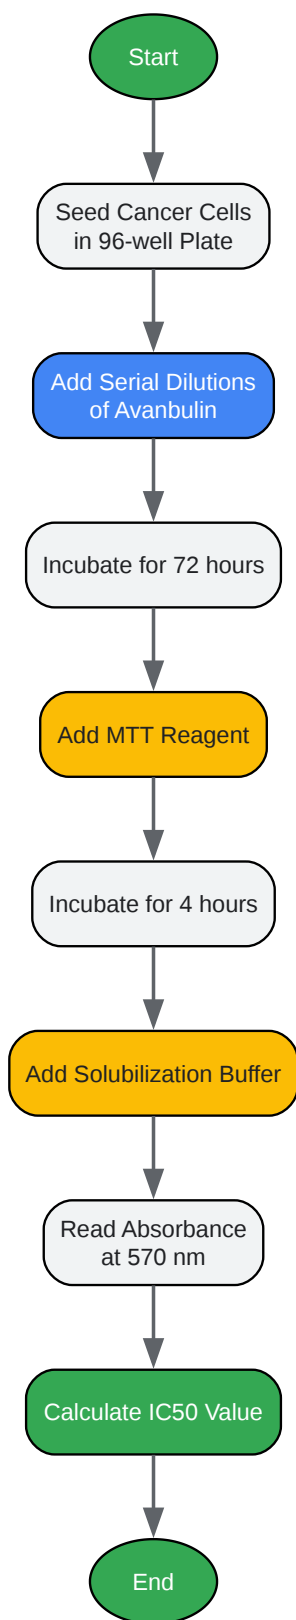 Start
Seed Cancer Cells
in 96-well Plate
Add Serial Dilutions
of Avanbulin
Incubate for 72 hours
Add MTT Reagent
Incubate for 4 hours
Add Solubilization Buffer
Read Absorbance
at 570 nm
Calculate IC50 Value
End